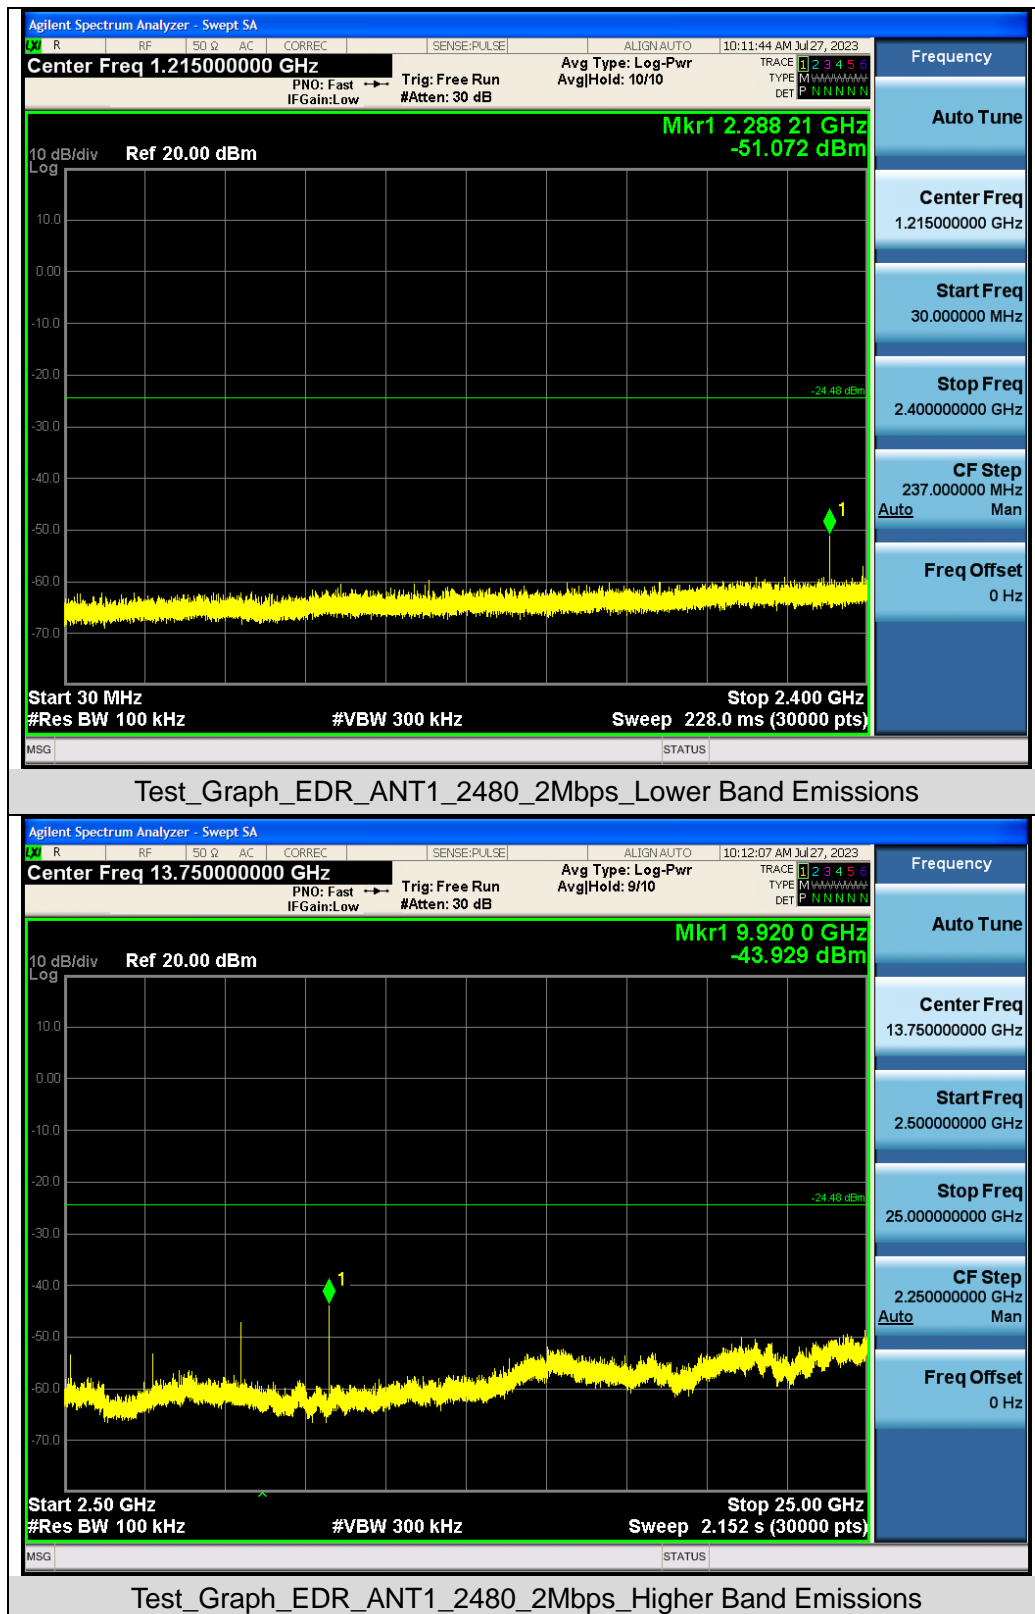 Agilent Spectrum Analyzer - Swept SA
LXI R RF 50 Ω AC CORREC SENSE:PULSE ALIGN AUTO 10:11:44 AM Jul 27, 2023
Center Freq 1.215000000 GHz
PNO: Fast
IFGain:Low
Trig: Free Run
#Atten: 30 dB
Avg Type: Log-Pwr
Avg|Hold: 10/10
TRACE 1 2 3 4 5 6
TYPE M WWWWW
DET P N N N N N
Mkr1 2.288 21 GHz
-51.072 dBm
10 dB/div
Log
Ref 20.00 dBm
10.0
0.00
-10.0
-20.0
-24.48 dBm
-30.0
-40.0
-50.0
1
-60.0
-70.0
Start 30 MHz
Stop 2.400 GHz
#Res BW 100 kHz
#VBW 300 kHz
Sweep 228.0 ms (30000 pts)
MSG
STATUS
Frequency
Auto Tune
Center Freq
1.215000000 GHz
Start Freq
30.000000 MHz
Stop Freq
2.400000000 GHz
CF Step
237.000000 MHz
Auto Man
Freq Offset
0 Hz
Test_Graph_EDR_ANT1_2480_2Mbps_Lower Band Emissions
Agilent Spectrum Analyzer - Swept SA
LXI R RF 50 Ω AC CORREC SENSE:PULSE ALIGN AUTO 10:12:07 AM Jul 27, 2023
Center Freq 13.750000000 GHz
PNO: Fast
IFGain:Low
Trig: Free Run
#Atten: 30 dB
Avg Type: Log-Pwr
Avg|Hold: 9/10
TRACE 1 2 3 4 5 6
TYPE M WWWWW
DET P N N N N N
Mkr1 9.920 0 GHz
-43.929 dBm
10 dB/div
Log
Ref 20.00 dBm
10.0
0.00
-10.0
-20.0
-24.48 dBm
-30.0
-40.0
1
-50.0
-60.0
-70.0
Start 2.50 GHz
Stop 25.00 GHz
#Res BW 100 kHz
#VBW 300 kHz
Sweep 2.152 s (30000 pts)
MSG
STATUS
Frequency
Auto Tune
Center Freq
13.750000000 GHz
Start Freq
2.500000000 GHz
Stop Freq
25.000000000 GHz
CF Step
2.250000000 GHz
Auto Man
Freq Offset
0 Hz
Test_Graph_EDR_ANT1_2480_2Mbps_Higher Band Emissions